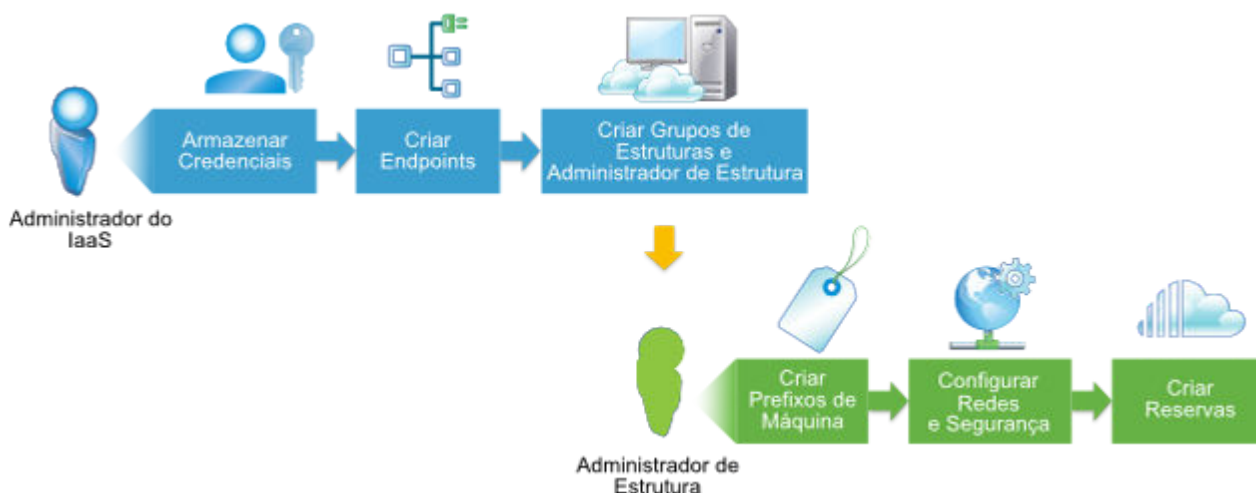 Armazenar
Credenciais
Criar
Endpoints
Criar Grupos de
Estruturas e
Administrador de Estrutura
Administrador do
IaaS
Criar
Prefixos de
Máquina
Configurar
Redes
e Segurança
Criar
Reservas
Administrador de
Estrutura